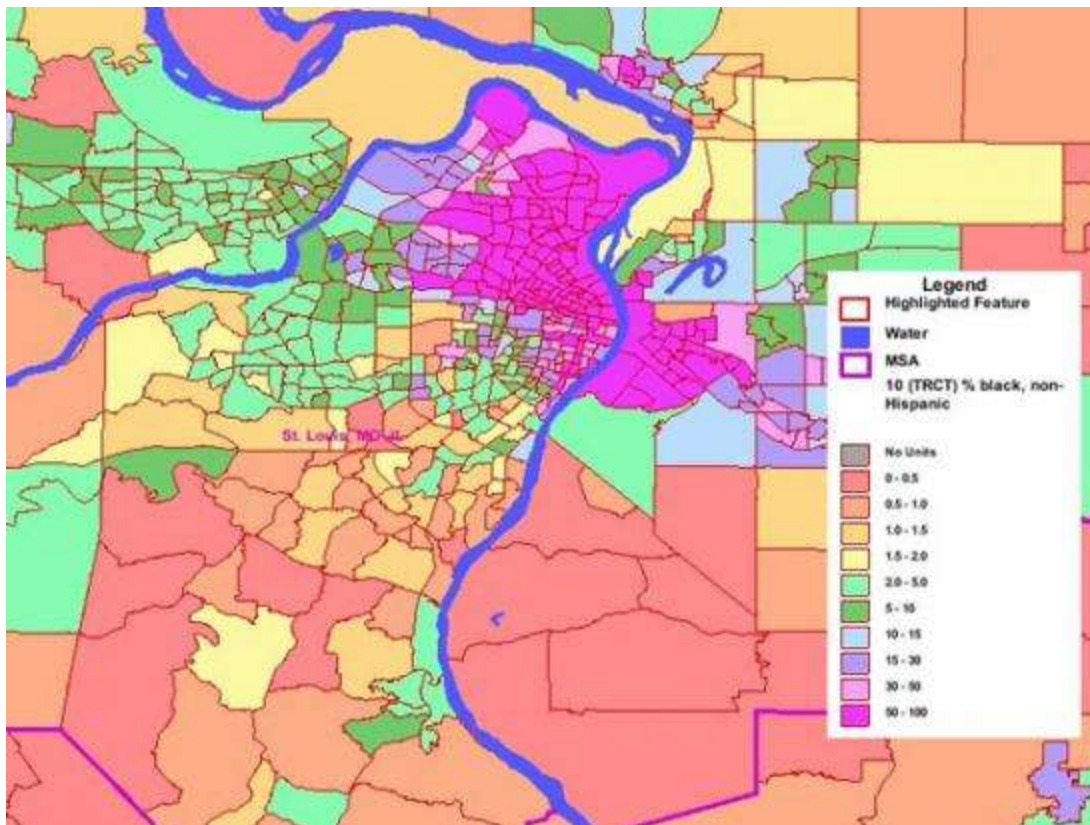 Legend
Highlighted Feature
Water
MSA
10 (TRCT) % black, non-
Hispanic
No Units
0 - 0.5
0.5 - 1.0
1.0 - 1.5
1.5 - 2.0
2.0 - 5.0
5 - 10
10 - 15
15 - 30
30 - 50
50 - 100
St. Louis, MO-IL